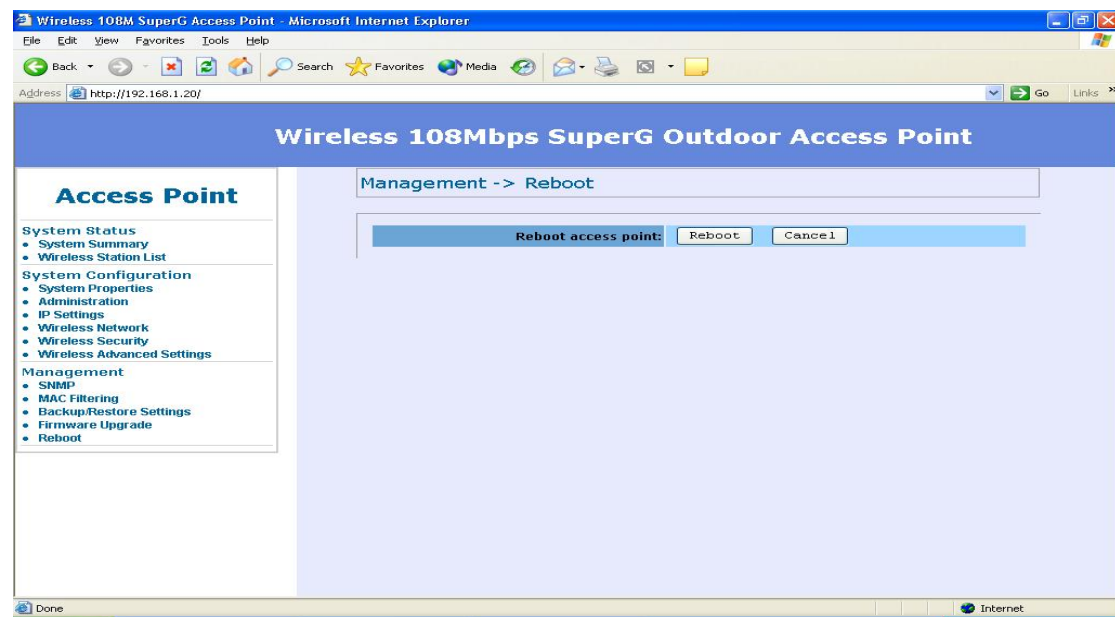 Wireless 108M SuperG Access Point - Microsoft Internet Explorer
File Edit View Favorites Tools Help
Back Search Favorites Media
Address http://192.168.1.20/ Go Links »
Wireless 108Mbps SuperG Outdoor Access Point
Access Point
System Status
• System Summary
• Wireless Station List
System Configuration
• System Properties
• Administration
• IP Settings
• Wireless Network
• Wireless Security
• Wireless Advanced Settings
Management
• SNMP
• MAC Filtering
• Backup/Restore Settings
• Firmware Upgrade
• Reboot
Management -> Reboot
Reboot access point: Reboot Cancel
Done Internet